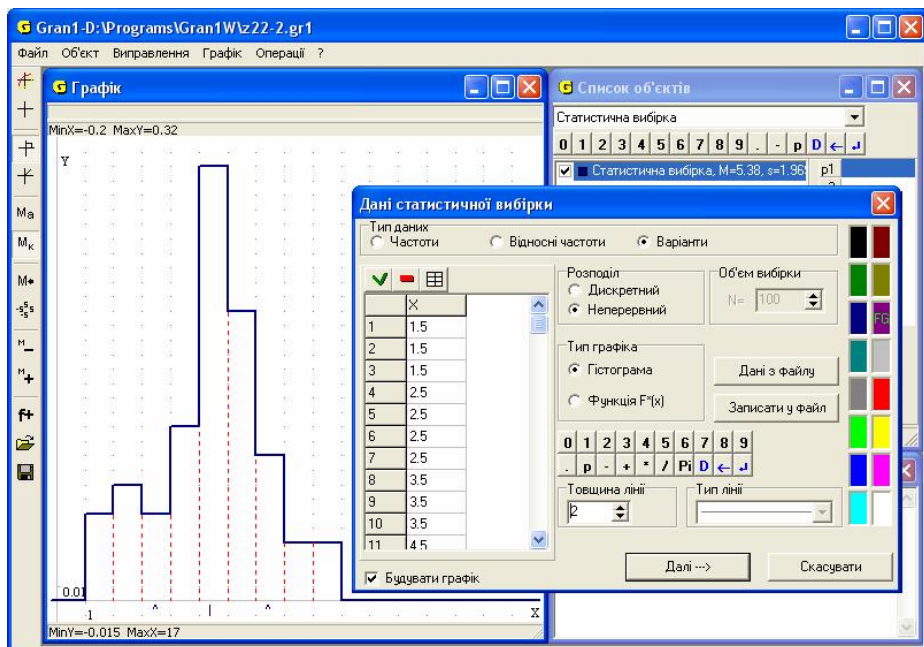 Gran1-D:\Programs\Gran1W\z22-2.gr1
Файл Об'єкт Виправлення Графік Операції ?
Графік
MinX=-0.2 MaxY=0.32
Y
0.01
1
X
MinY=-0.015 MaxX=17
Список об'єктів
Статистична вибірка
0 1 2 3 4 5 6 7 8 9 . - p D ← ↲
Статистична вибірка, M=5.38, s=1.96
p1
Дані статистичної вибірки
Тип даних
Частоти Відносні частоти Варіанти
X
1 1.5
2 1.5
3 1.5
4 2.5
5 2.5
6 2.5
7 2.5
8 3.5
9 3.5
10 3.5
11 4.5
Будувати графік
Розподіл
Дискретний
Неперервний
Об'єм вибірки
N= 100
Тип графіка
Гістограма
Функція F*(x)
Дані з файлу
Записати у файл
0 1 2 3 4 5 6 7 8 9
. p - + * / Pi D ← ↲
Товщина лінії
2
Тип лінії
Далі --->
Скасувати
FG
Mа
Mк
M
M
M+
f+